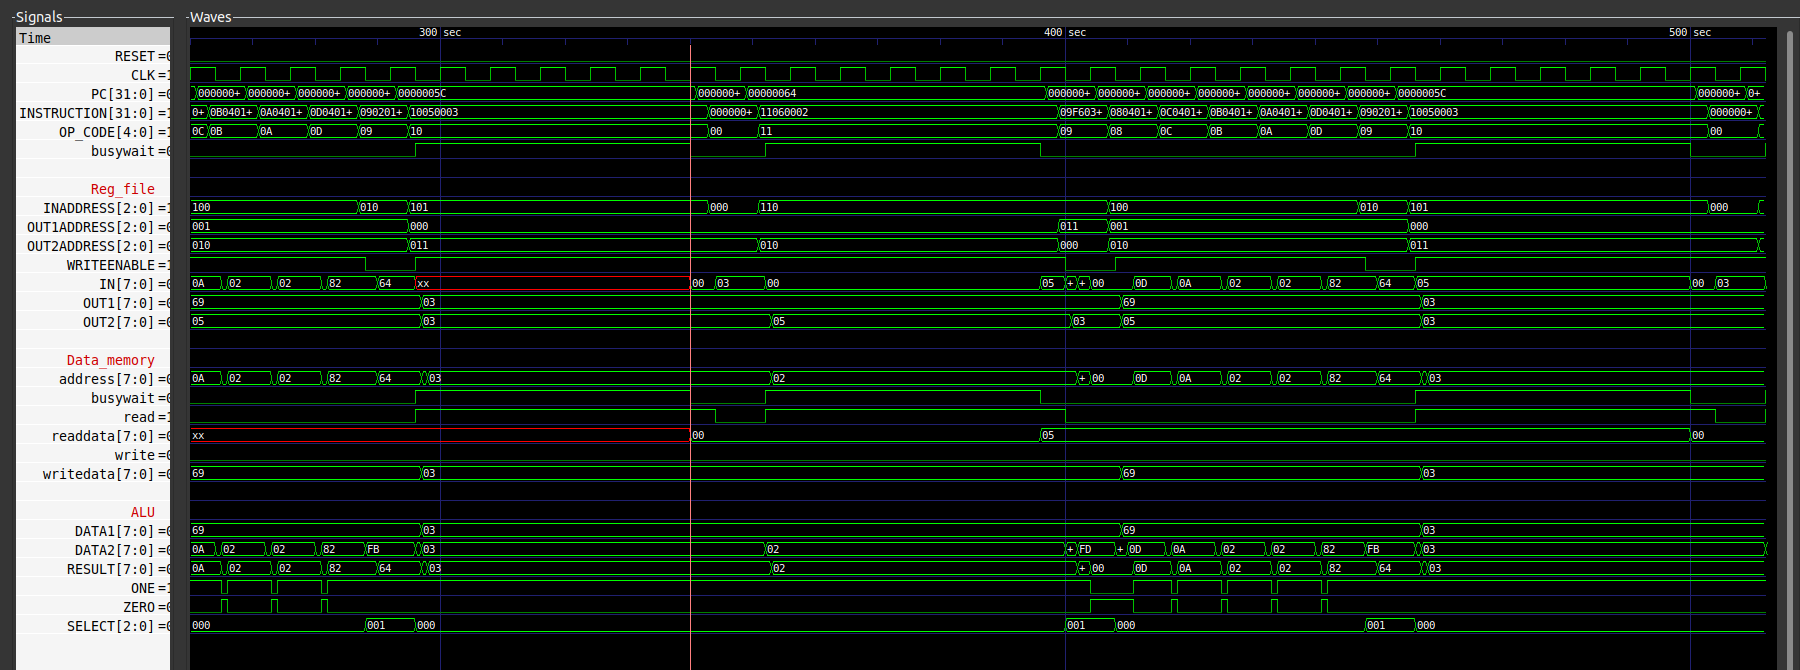 Signals Waves
Time 300 sec 400 sec 500 sec
RESET =0
CLK =1
PC[31:0] =0 000000+ 000000+ 000000+ 000000+ 0000005C 000000+ 00000064 000000+ 000000+ 000000+ 000000+ 000000+ 000000+ 000000+ 0000005C 000000+ 0+
INSTRUCTION[31:0] =1 0+ 0B0401+ 0A0401+ 0D0401+ 090201+ 10050003 000000+ 11060002 09F603+ 080401+ 0C0401+ 0B0401+ 0A0401+ 0D0401+ 090201+ 10050003 000000+
OP_CODE[4:0] =1 0C 0B 0A 0D 09 10 00 11 09 08 0C 0B 0A 0D 09 10 00
busywait =0
Reg_file
INADDRESS[2:0] =1 100 010 101 000 110 100 010 101 000
OUT1ADDRESS[2:0] =0 001 000 011 001 000
OUT2ADDRESS[2:0] =0 010 011 010 000 010 011
WRITEENABLE =1
IN[7:0] =0 0A 02 02 82 64 xx 00 03 00 05 + + 00 0D 0A 02 02 82 64 05 00 03
OUT1[7:0] =0 69 03 69 03
OUT2[7:0] =0 05 03 05 03 05 03
Data_memory
address[7:0] =0 0A 02 02 82 64 03 02 + 00 0D 0A 02 02 82 64 03
busywait =0
read =1
readdata[7:0] =0 xx 00 05 00
write =0
writedata[7:0] =0 69 03 69 03
ALU
DATA1[7:0] =0 69 03 69 03
DATA2[7:0] =0 0A 02 02 82 FB 03 02 + FD + 0D 0A 02 02 82 FB 03
RESULT[7:0] =0 0A 02 02 82 64 03 02 + 00 0D 0A 02 02 82 64 03
ONE =1
ZERO =0
SELECT[2:0] =0 000 001 000 001 000 001 000